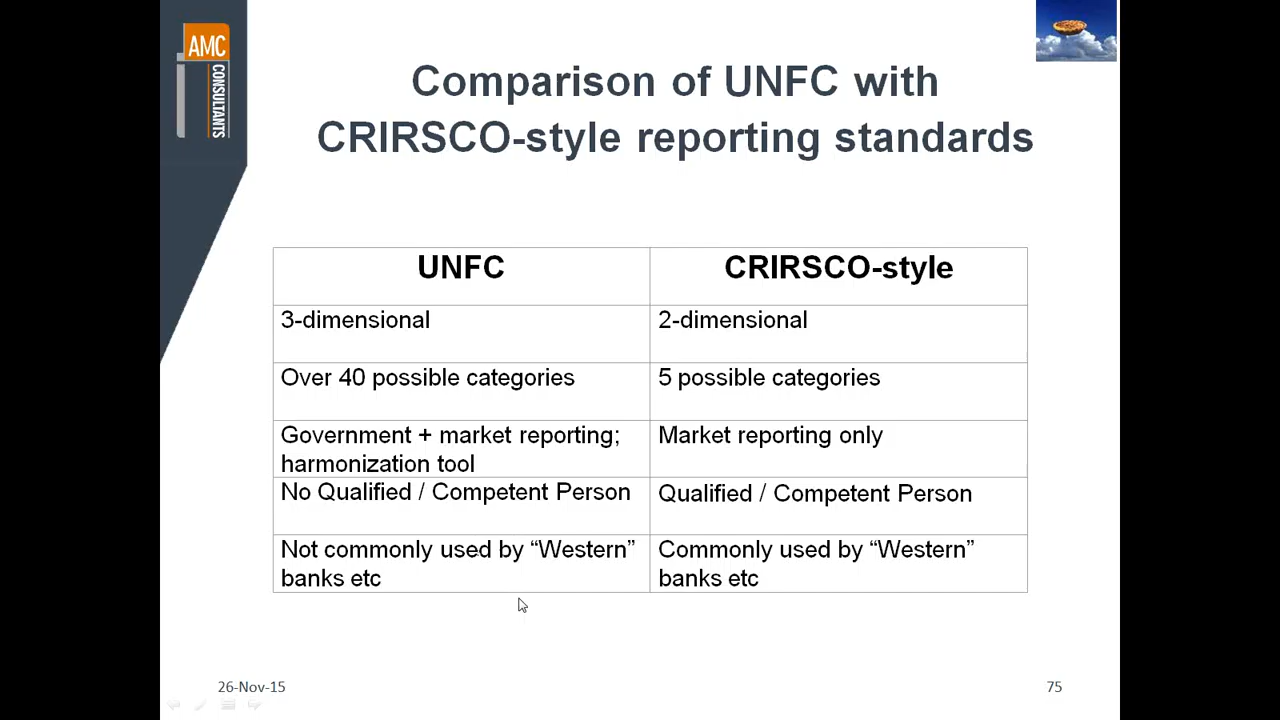 AMC
CONSULTANTS
Comparison of UNFC with
CRIRSCO-style reporting standards
UNFC
CRIRSCO-style
3-dimensional
2-dimensional
Over 40 possible categories
5 possible categories
Government + market reporting;
harmonization tool
Market reporting only
No Qualified / Competent Person
Qualified / Competent Person
Not commonly used by “Western”
banks etc
Commonly used by “Western”
banks etc
26-Nov-15
75